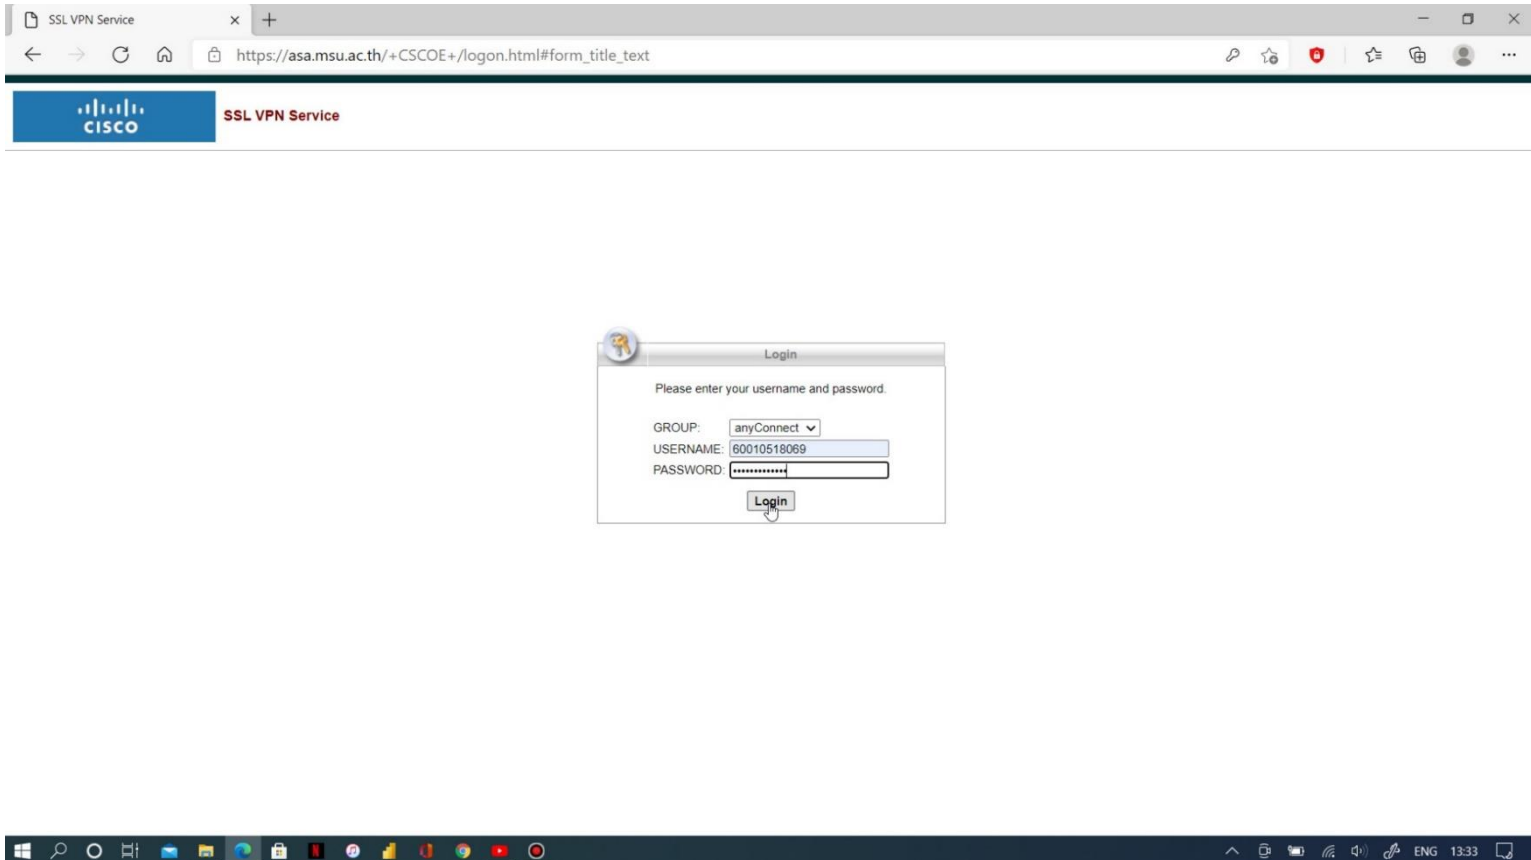 SSL VPN Service
https://asa.msu.ac.th/+CSCOE+/logon.html#form_title_text
CISCO
SSL VPN Service
Login
Please enter your username and password.
GROUP: anyConnect
USERNAME: 60010518069
PASSWORD: •••••••••••••
Login
ENG 13:33